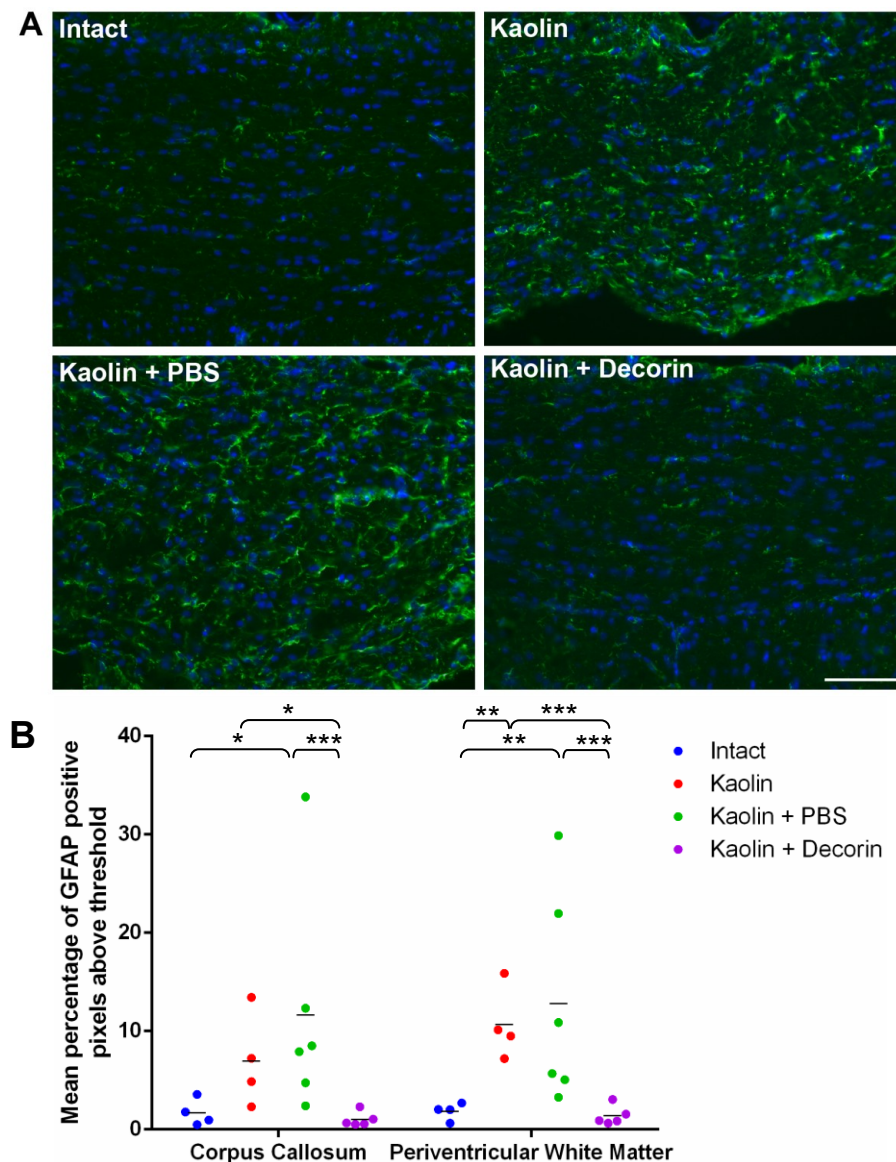 A
Intact
Kaolin
Kaolin + PBS
Kaolin + Decorin
B
* ** ***
* *** ** ***
Mean percentage of GFAP positive
pixels above threshold
40
30
20
10
0
Corpus Callosum
Periventricular White Matter
Intact
Kaolin
Kaolin + PBS
Kaolin + Decorin